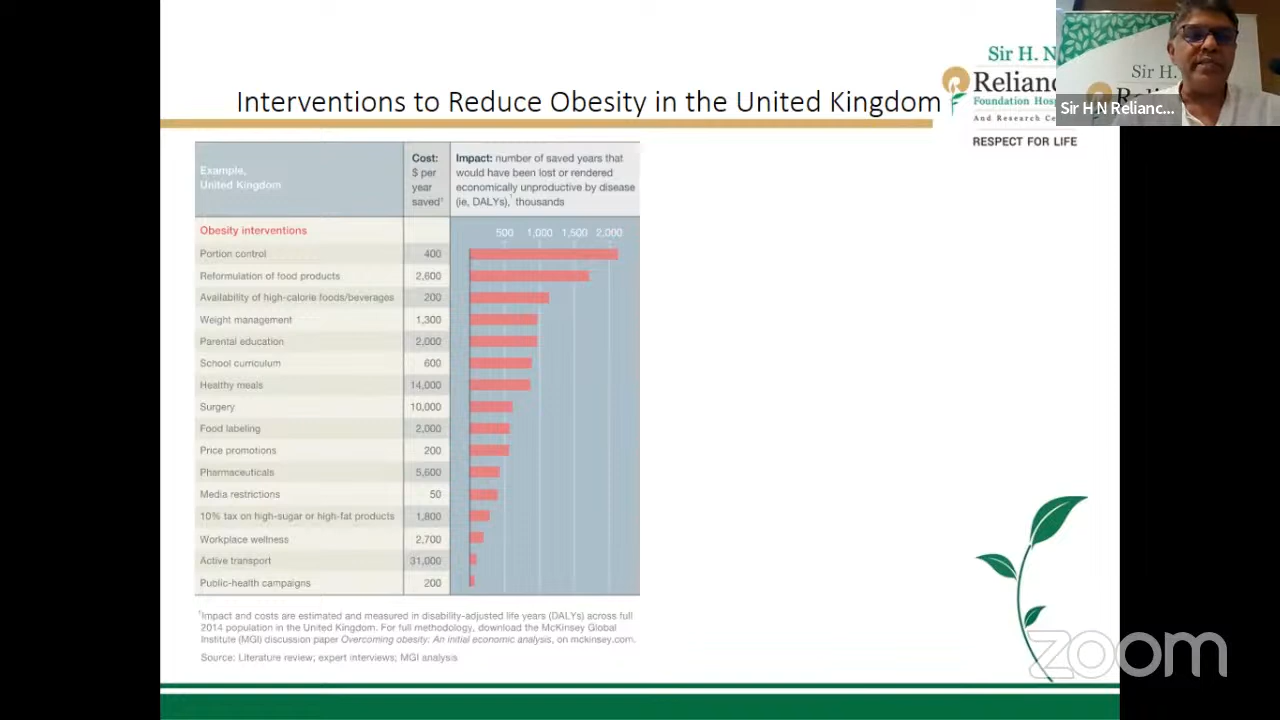 Interventions to Reduce Obesity in the United Kingdom
Sir H. N
Relianc
Foundation Hosp
And Research Ce
RESPECT FOR LIFE
Sir H.
Sir H N Relianc...
Example,
United Kingdom
Cost:
$ per
year
saved¹
Impact: number of saved years that
would have been lost or rendered
economically unproductive by disease
(ie, DALYs),¹ thousands
Obesity interventions
500 1,000 1,500 2,000
Portion control 400
Reformulation of food products 2,600
Availability of high-calorie foods/beverages 200
Weight management 1,300
Parental education 2,000
School curriculum 600
Healthy meals 14,000
Surgery 10,000
Food labeling 2,000
Price promotions 200
Pharmaceuticals 5,600
Media restrictions 50
10% tax on high-sugar or high-fat products 1,800
Workplace wellness 2,700
Active transport 31,000
Public-health campaigns 200
¹Impact and costs are estimated and measured in disability-adjusted life years (DALYs) across full
2014 population in the United Kingdom. For full methodology, download the McKinsey Global
Institute (MGI) discussion paper Overcoming obesity: An initial economic analysis, on mckinsey.com.
Source: Literature review; expert interviews; MGI analysis
zoom